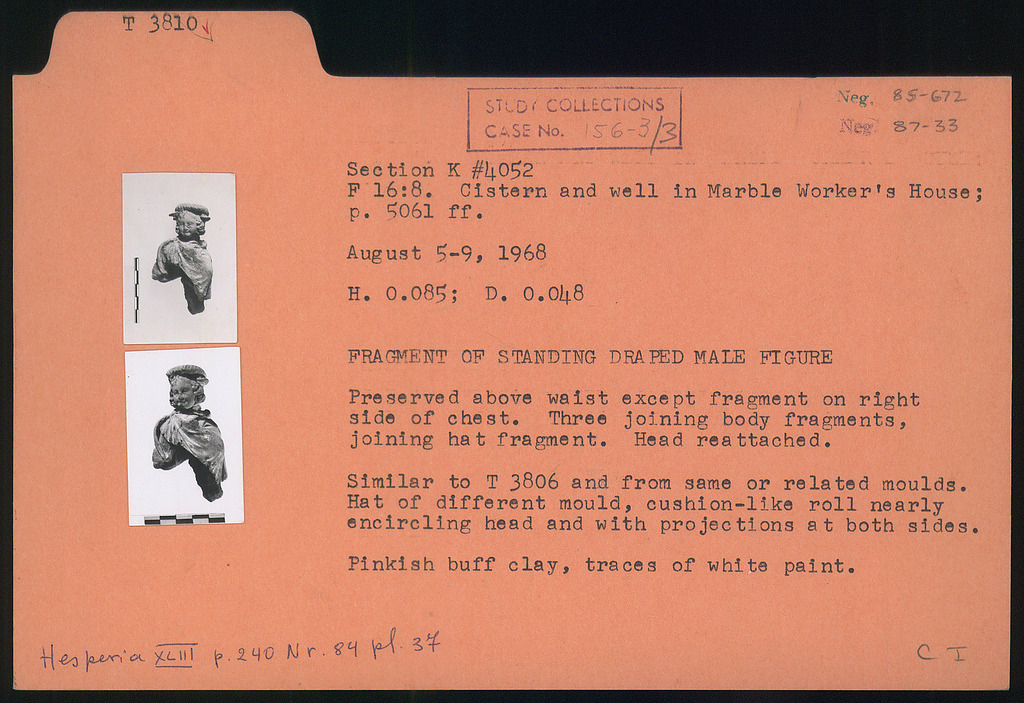 T 3810
Neg. 85-672
Neg. 87-33
STUDY COLLECTIONS
CASE No. 156-3/3
Section K #4052
F 16:8. Cistern and well in Marble Worker's House;
p. 5061 ff.
August 5-9, 1968
H. 0.085; D. 0.048
FRAGMENT OF STANDING DRAPED MALE FIGURE
Preserved above waist except fragment on right
side of chest. Three joining body fragments,
joining hat fragment. Head reattached.
Similar to T 3806 and from same or related moulds.
Hat of different mould, cushion-like roll nearly
encircling head and with projections at both sides.
Pinkish buff clay, traces of white paint.
Hesperia XLIII p. 240 Nr. 84 pl. 37
C I